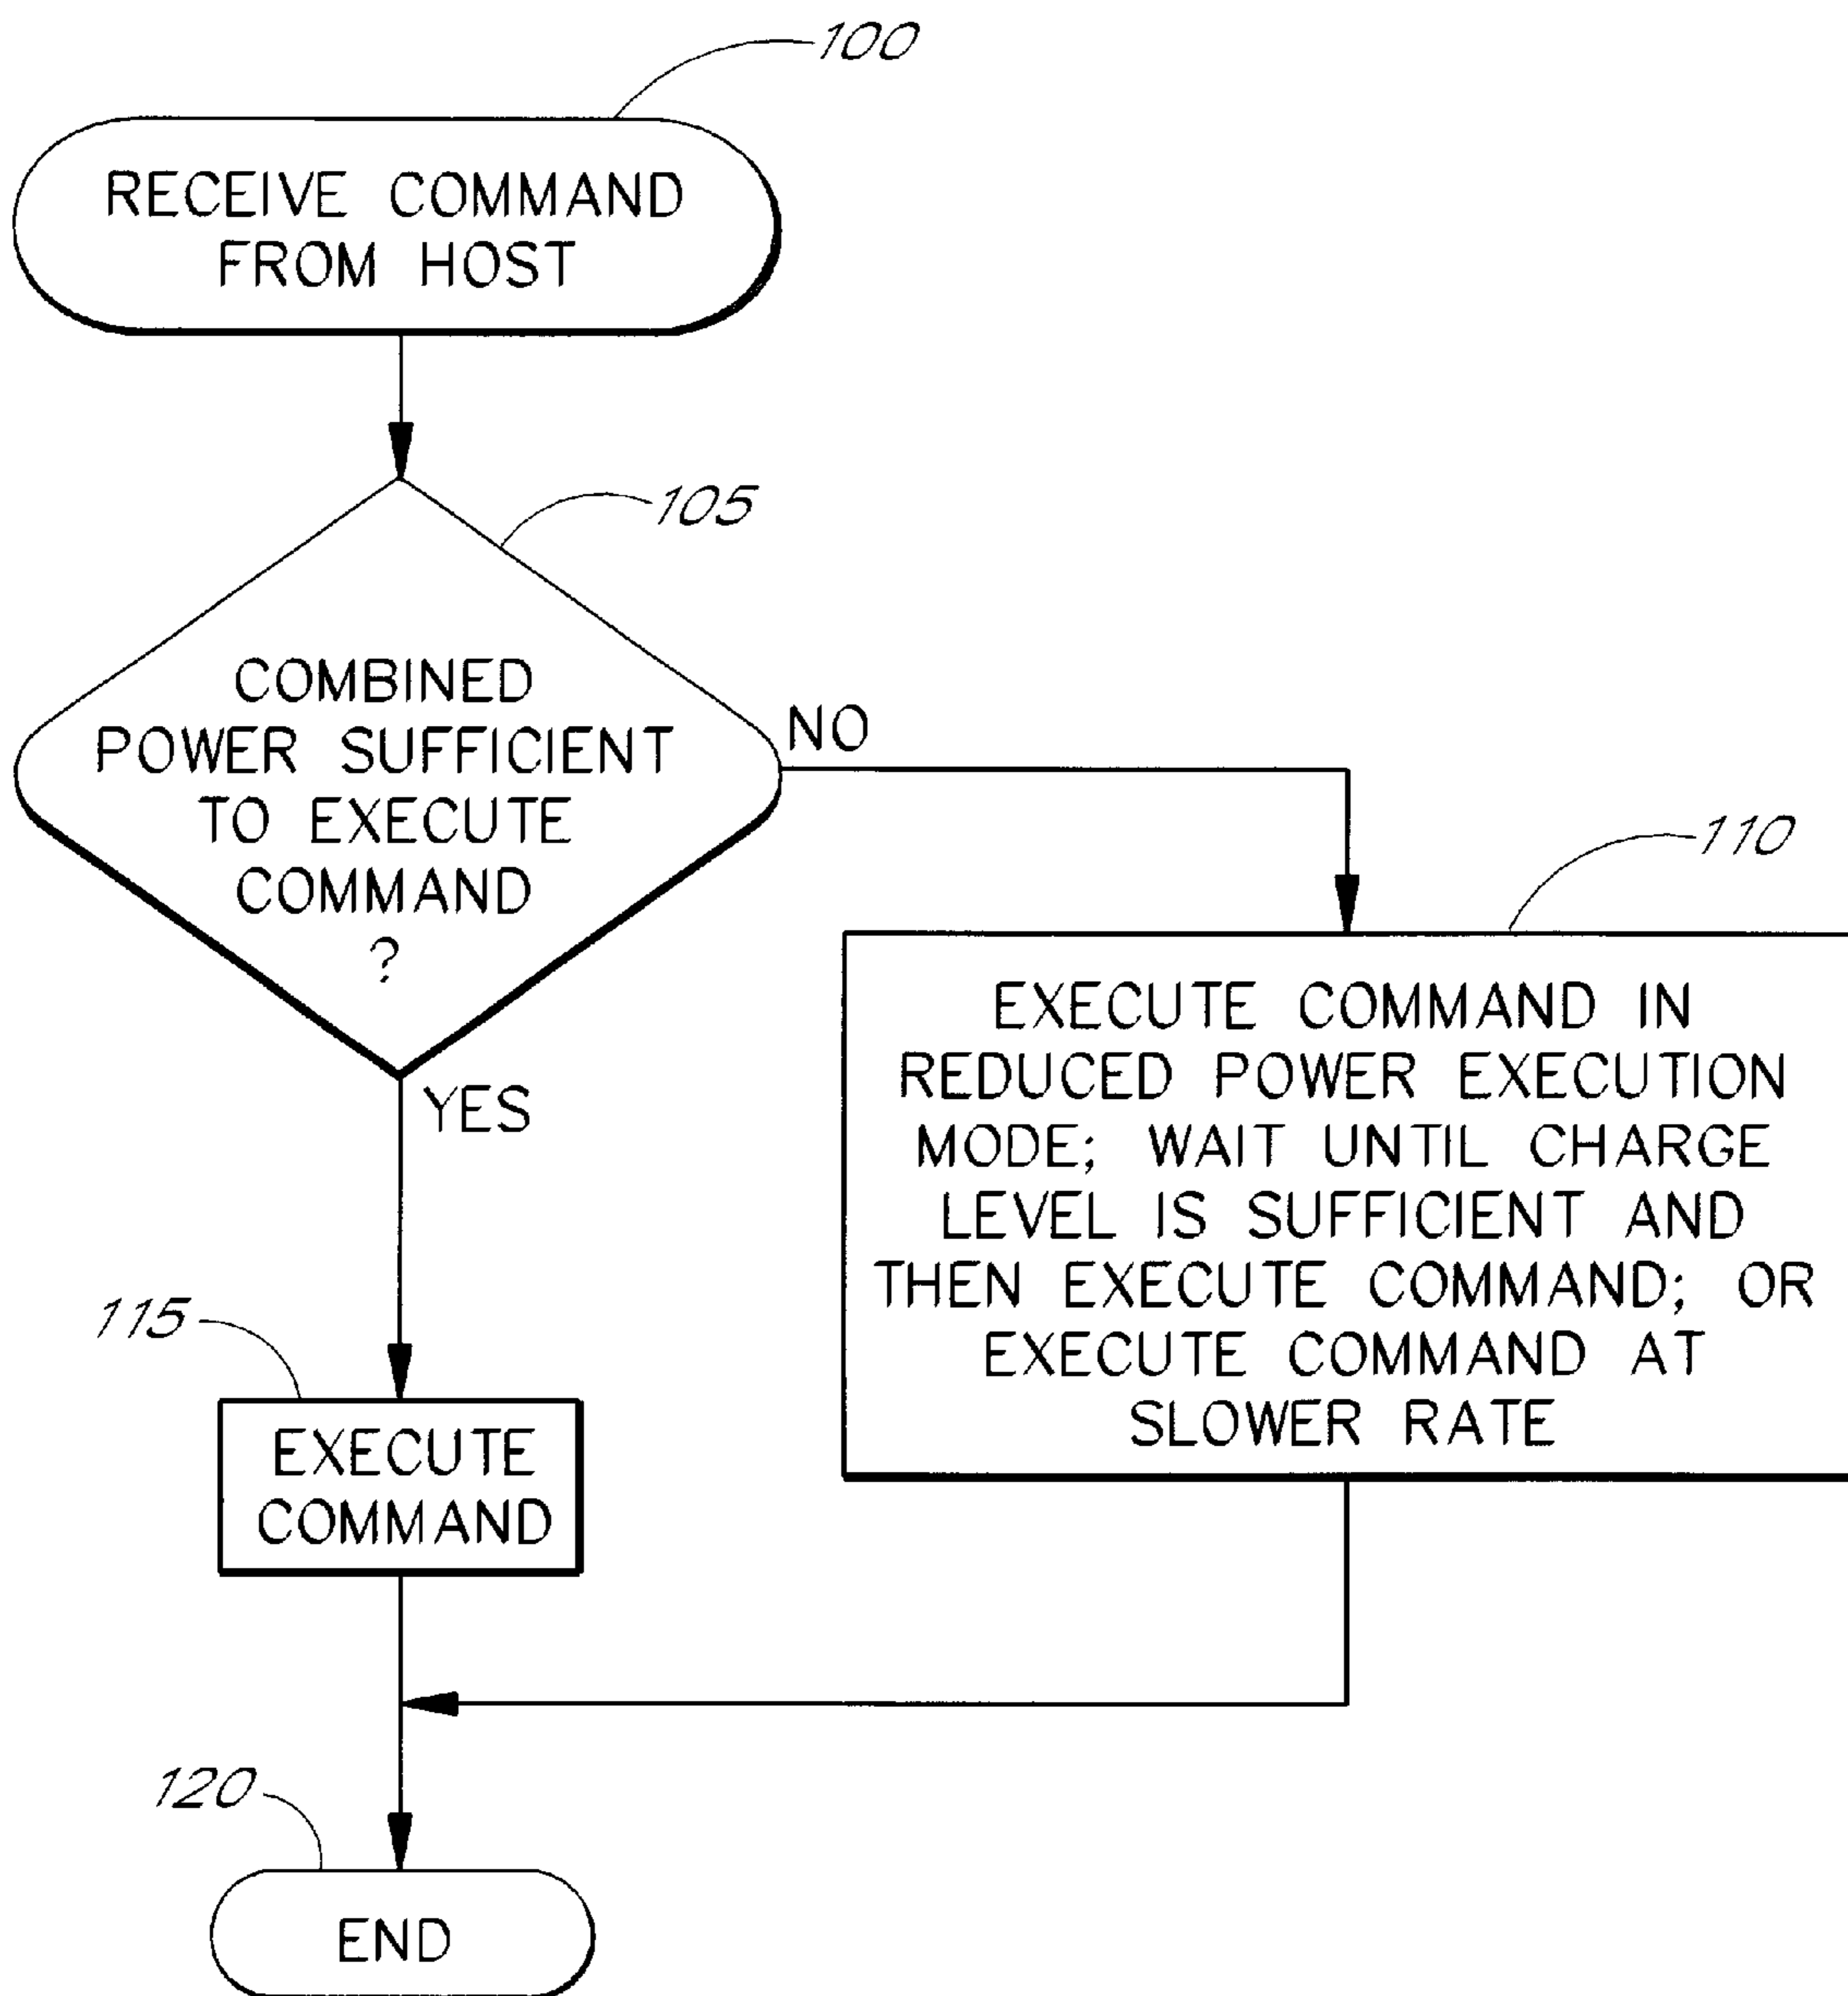 100
RECEIVE COMMAND
FROM HOST
105
COMBINED
POWER SUFFICIENT
TO EXECUTE
COMMAND
?
NO
YES
110
EXECUTE COMMAND IN
REDUCED POWER EXECUTION
MODE; WAIT UNTIL CHARGE
LEVEL IS SUFFICIENT AND
THEN EXECUTE COMMAND; OR
EXECUTE COMMAND AT
SLOWER RATE
115
EXECUTE
COMMAND
120
END